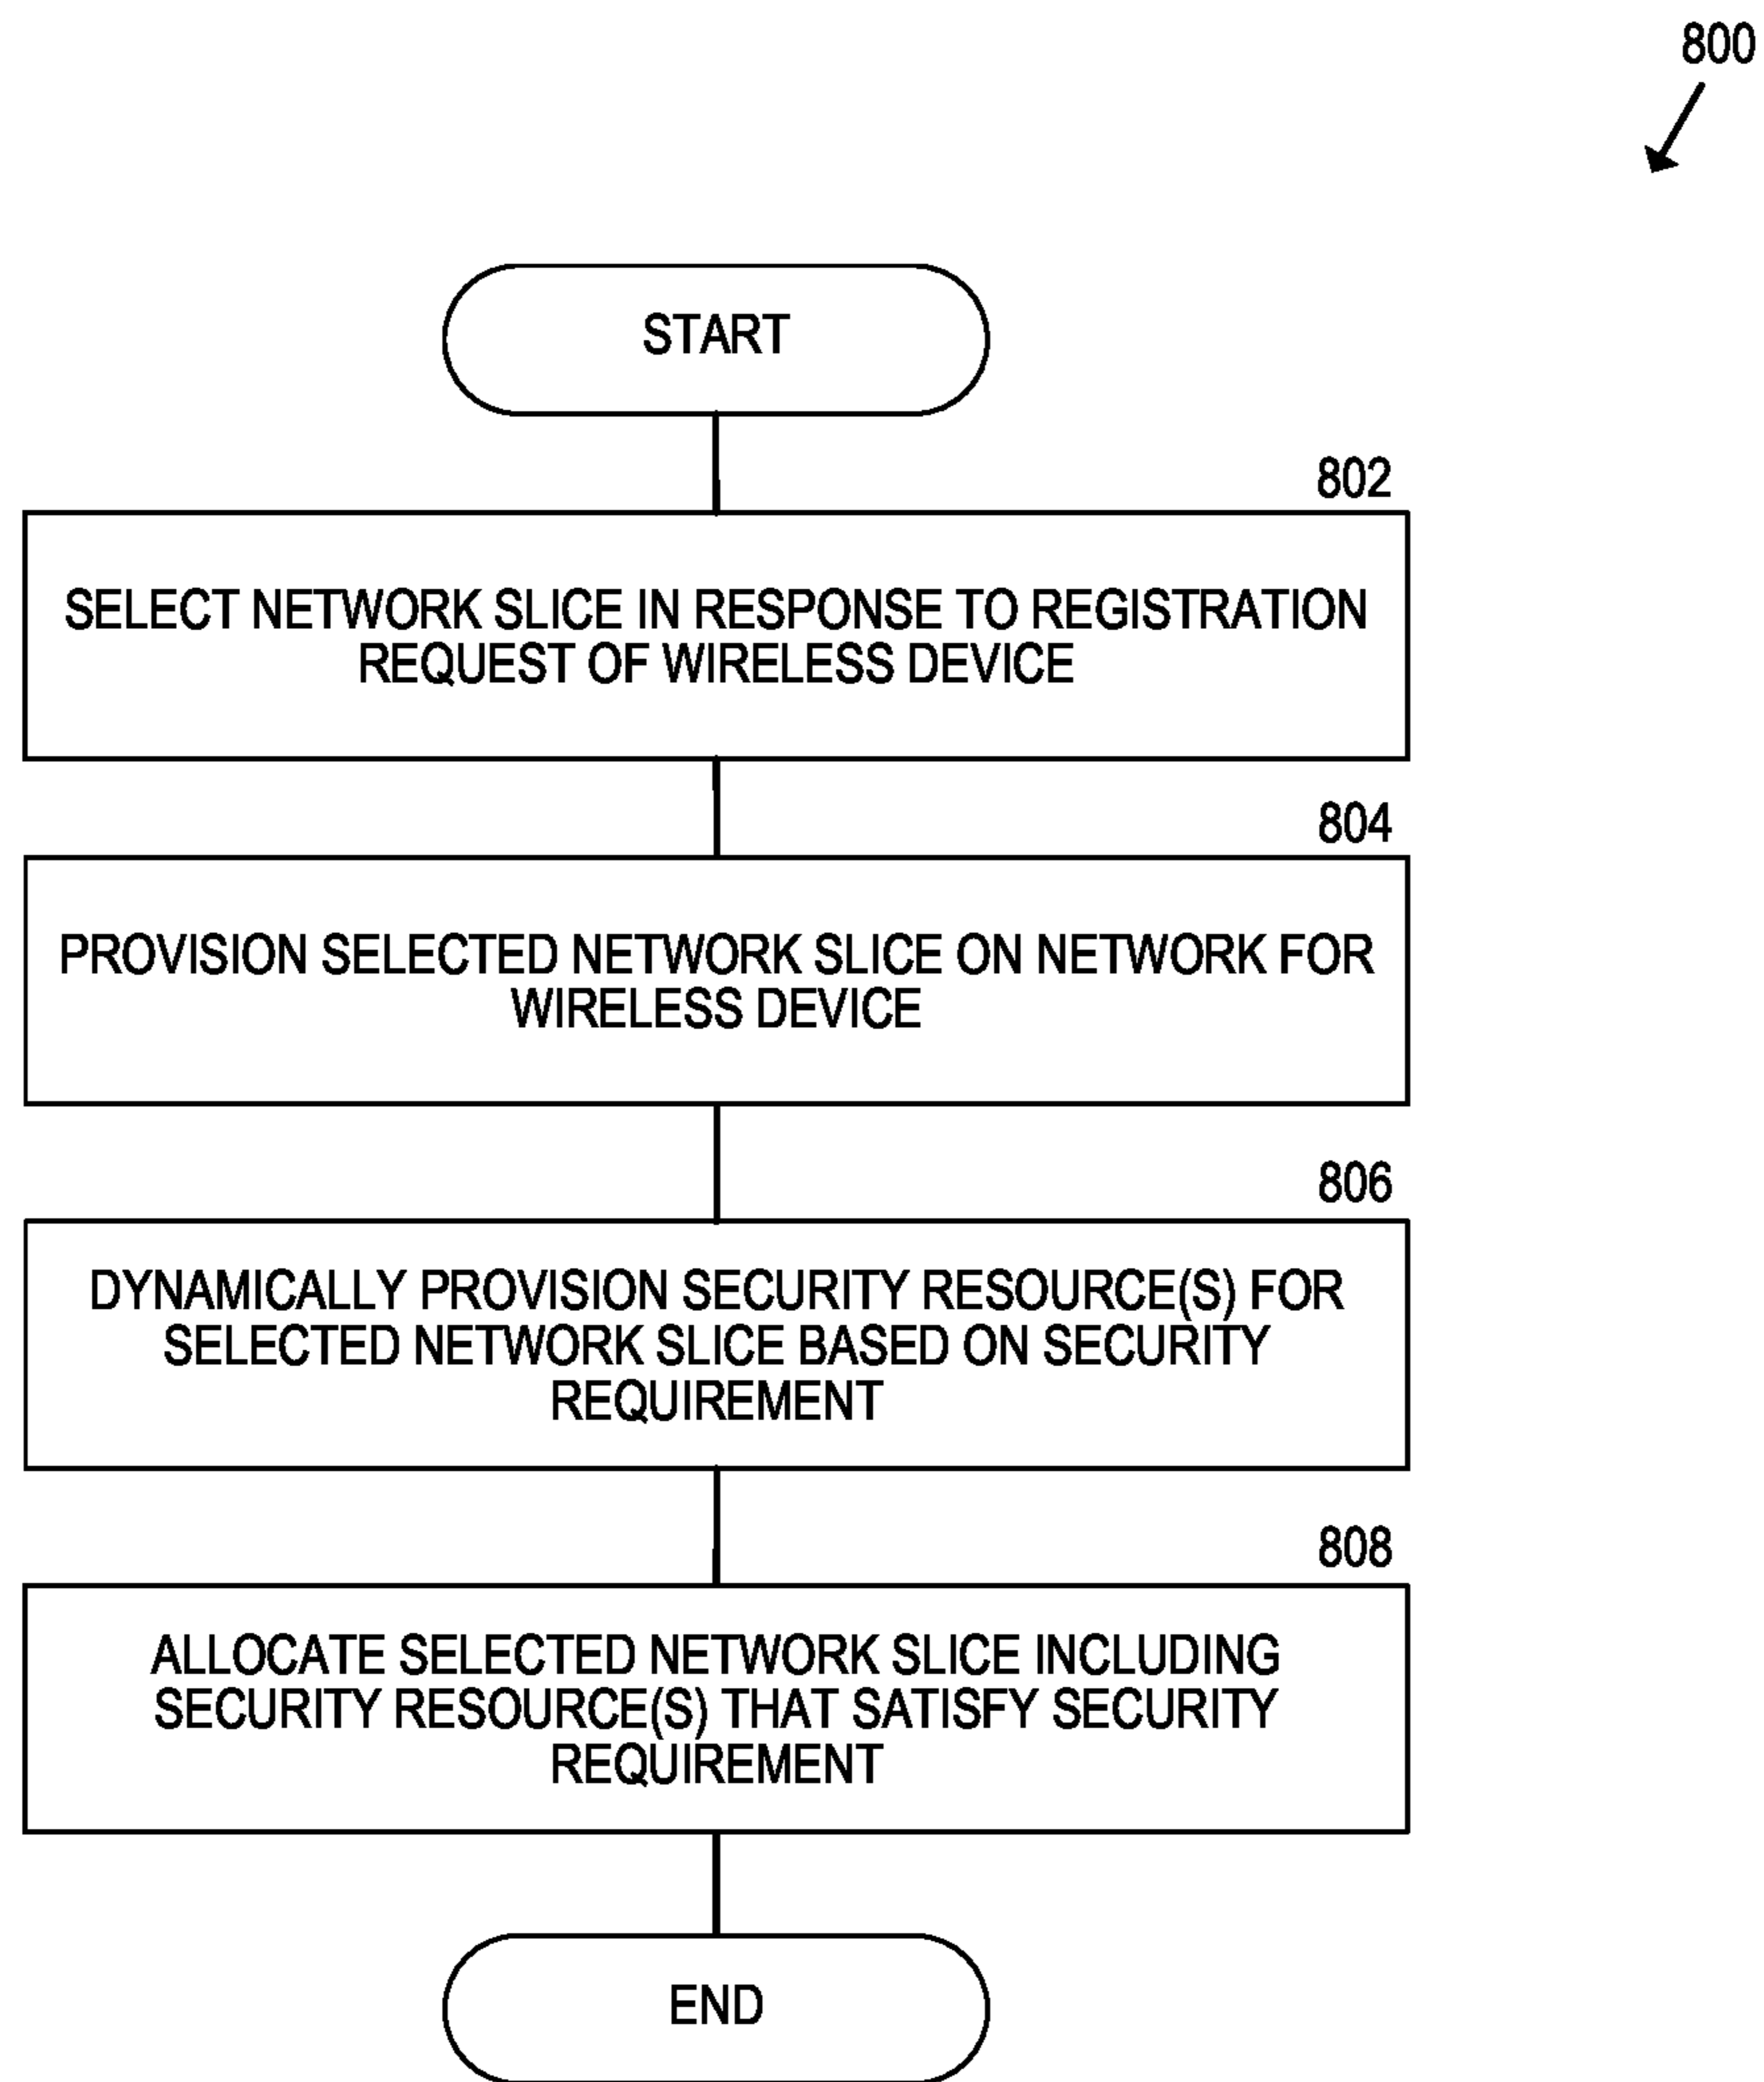 800
START
802
SELECT NETWORK SLICE IN RESPONSE TO REGISTRATION
REQUEST OF WIRELESS DEVICE
804
PROVISION SELECTED NETWORK SLICE ON NETWORK FOR
WIRELESS DEVICE
806
DYNAMICALLY PROVISION SECURITY RESOURCE(S) FOR
SELECTED NETWORK SLICE BASED ON SECURITY
REQUIREMENT
808
ALLOCATE SELECTED NETWORK SLICE INCLUDING
SECURITY RESOURCE(S) THAT SATISFY SECURITY
REQUIREMENT
END